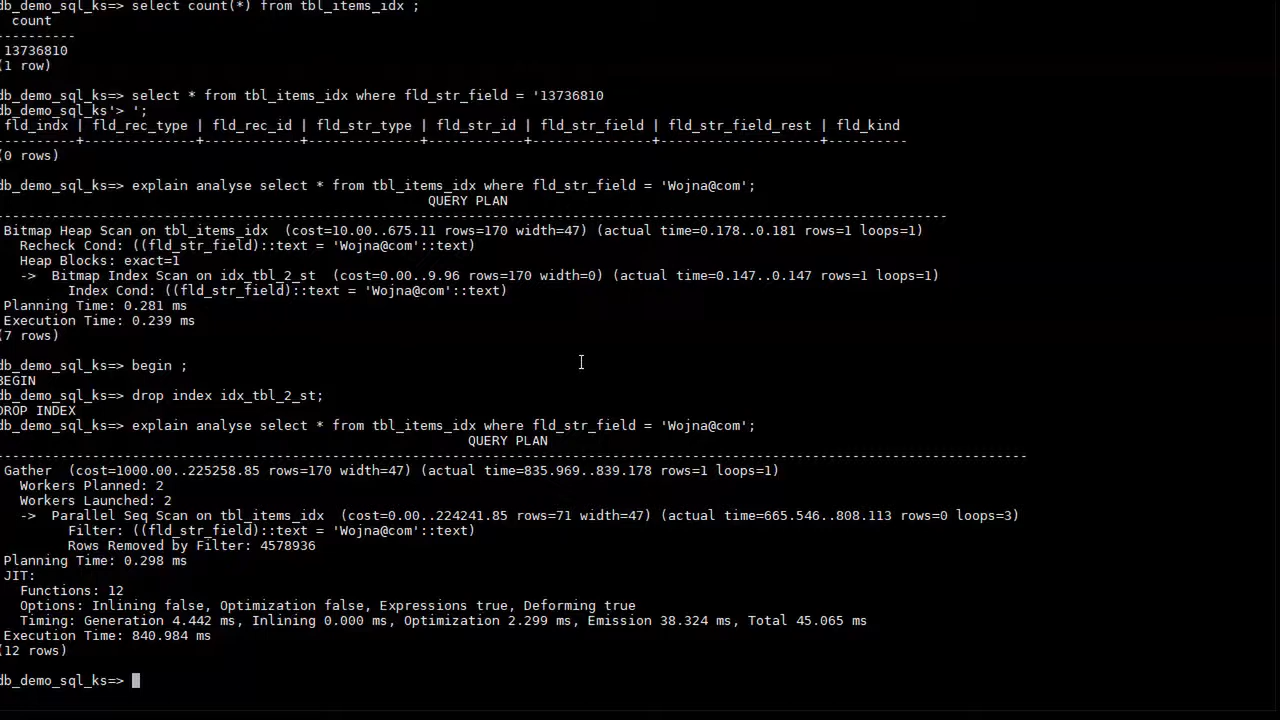 db_demo_sql_ks=> select count(*) from tbl_items_idx ;
count
----------
13736810
(1 row)
db_demo_sql_ks=> select * from tbl_items_idx where fld_str_field = '13736810
db_demo_sql_ks'> ';
fld_indx | fld_rec_type | fld_rec_id | fld_str_type | fld_str_id | fld_str_field | fld_str_field_rest | fld_kind
----------+--------------+------------+--------------+------------+---------------+--------------------+----------
(0 rows)
db_demo_sql_ks=> explain analyse select * from tbl_items_idx where fld_str_field = 'Wojna@com';
QUERY PLAN
-----------------------------------------------------------------------------------------------------------------------
Bitmap Heap Scan on tbl_items_idx  (cost=10.00..675.11 rows=170 width=47) (actual time=0.178..0.181 rows=1 loops=1)
Recheck Cond: ((fld_str_field)::text = 'Wojna@com'::text)
Heap Blocks: exact=1
->  Bitmap Index Scan on idx_tbl_2_st  (cost=0.00..9.96 rows=170 width=0) (actual time=0.147..0.147 rows=1 loops=1)
Index Cond: ((fld_str_field)::text = 'Wojna@com'::text)
Planning Time: 0.281 ms
Execution Time: 0.239 ms
(7 rows)
db_demo_sql_ks=> begin ;
BEGIN
db_demo_sql_ks=> drop index idx_tbl_2_st;
DROP INDEX
db_demo_sql_ks=> explain analyse select * from tbl_items_idx where fld_str_field = 'Wojna@com';
QUERY PLAN
---------------------------------------------------------------------------------------------------------------------------------
Gather  (cost=1000.00..225258.85 rows=170 width=47) (actual time=835.969..839.178 rows=1 loops=1)
Workers Planned: 2
Workers Launched: 2
->  Parallel Seq Scan on tbl_items_idx  (cost=0.00..224241.85 rows=71 width=47) (actual time=665.546..808.113 rows=0 loops=3)
Filter: ((fld_str_field)::text = 'Wojna@com'::text)
Rows Removed by Filter: 4578936
Planning Time: 0.298 ms
JIT:
Functions: 12
Options: Inlining false, Optimization false, Expressions true, Deforming true
Timing: Generation 4.442 ms, Inlining 0.000 ms, Optimization 2.299 ms, Emission 38.324 ms, Total 45.065 ms
Execution Time: 840.984 ms
(12 rows)
db_demo_sql_ks=>